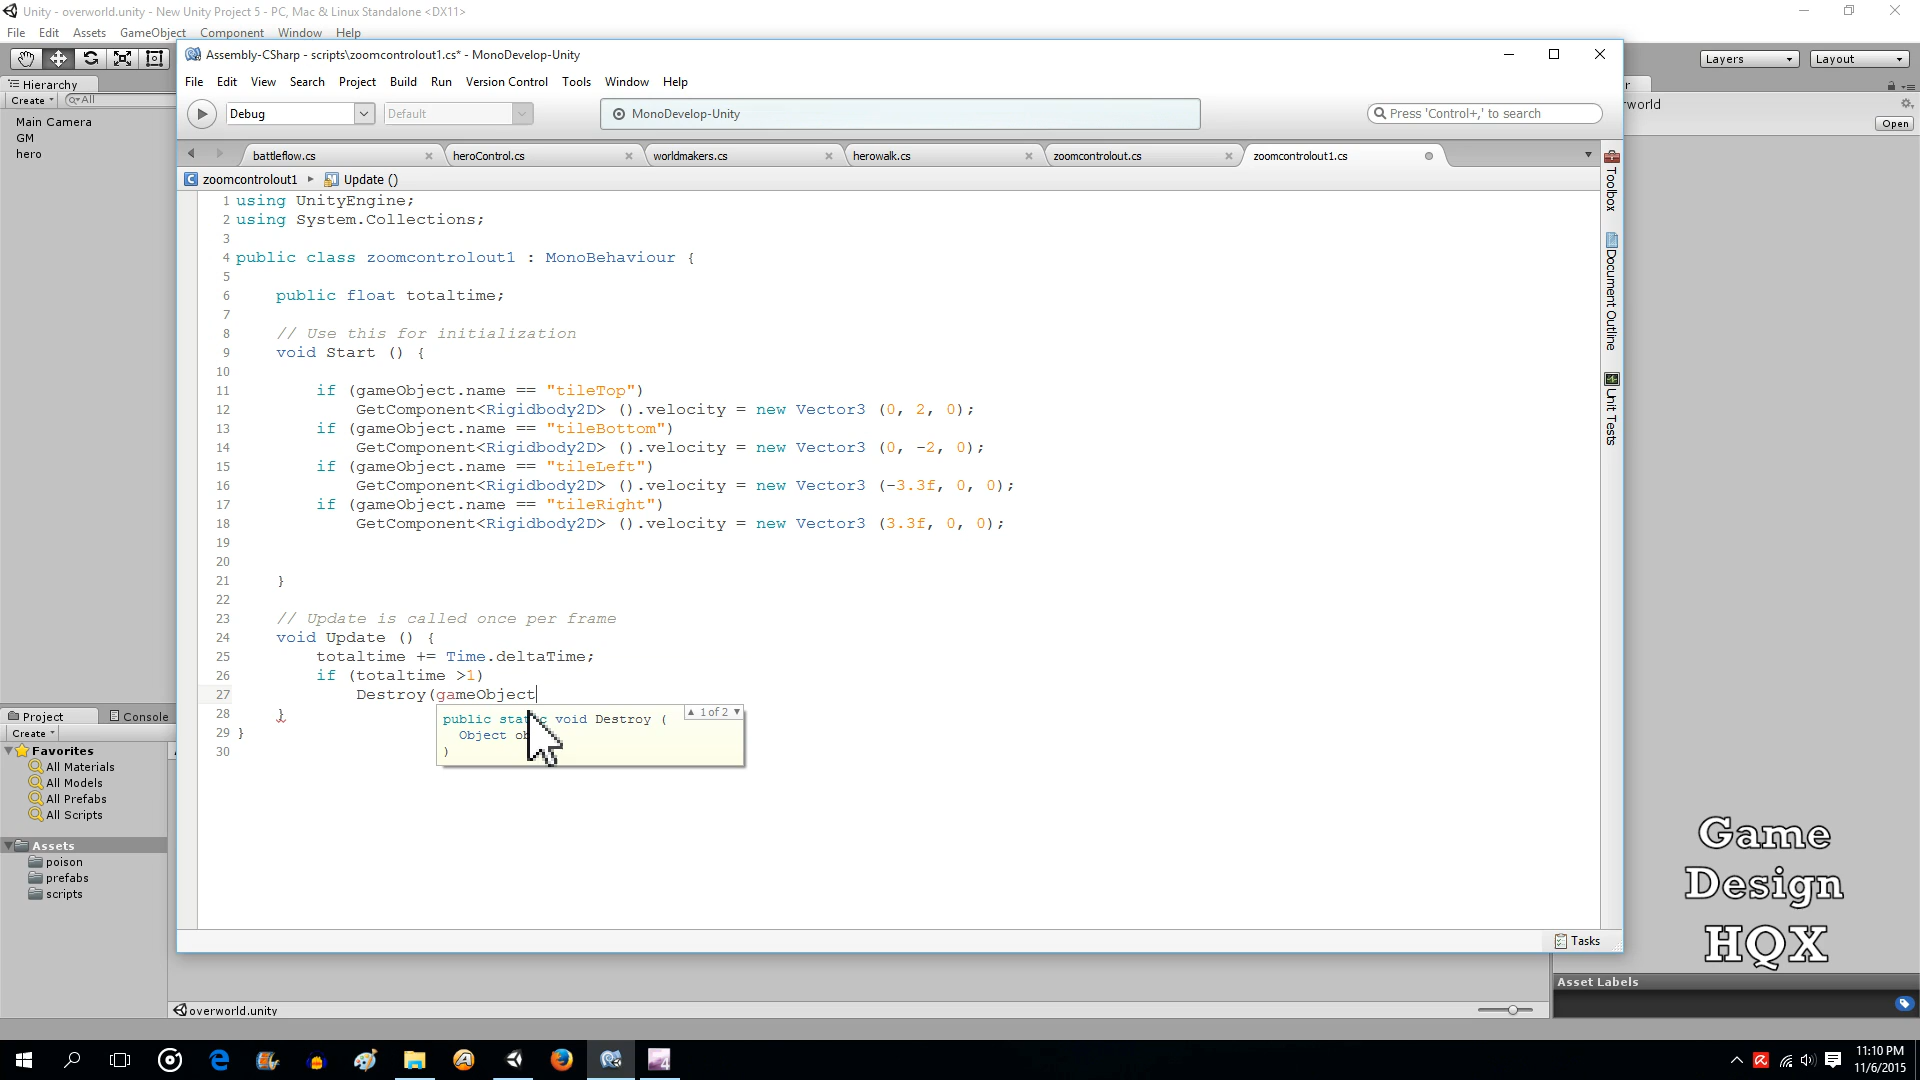 Unity - overworld.unity - New Unity Project 5 - PC, Mac & Linux Standalone <DX11>
File Edit Assets GameObject Component Window Help
Layers Layout
Hierarchy
Create All
Main Camera
GM
hero
Assembly-CSharp - scripts\zoomcontrolout1.cs* - MonoDevelop-Unity
File Edit View Search Project Build Run Version Control Tools Window Help
Debug Default MonoDevelop-Unity Press 'Control+,' to search
battleflow.cs heroControl.cs worldmakers.cs herowalk.cs zoomcontrolout.cs zoomcontrolout1.cs
zoomcontrolout1 Update ()
1 using UnityEngine;
2 using System.Collections;
3
4 public class zoomcontrolout1 : MonoBehaviour {
5
6 public float totaltime;
7
8 // Use this for initialization
9 void Start () {
10
11 if (gameObject.name == "tileTop")
12 GetComponent<Rigidbody2D> ().velocity = new Vector3 (0, 2, 0);
13 if (gameObject.name == "tileBottom")
14 GetComponent<Rigidbody2D> ().velocity = new Vector3 (0, -2, 0);
15 if (gameObject.name == "tileLeft")
16 GetComponent<Rigidbody2D> ().velocity = new Vector3 (-3.3f, 0, 0);
17 if (gameObject.name == "tileRight")
18 GetComponent<Rigidbody2D> ().velocity = new Vector3 (3.3f, 0, 0);
19
20
21 }
22
23 // Update is called once per frame
24 void Update () {
25 totaltime += Time.deltaTime;
26 if (totaltime >1)
27 Destroy(gameObject
28 }
29 }
30
1 of 2
public static void Destroy (
Object
)
Toolbox
Document Outline
Unit Tests
Tasks
r
world
Open
Project Console
Create
Favorites
All Materials
All Models
All Prefabs
All Scripts
Assets
poison
prefabs
scripts
overworld.unity
Game
Design
HQX
Asset Labels
11:10 PM
11/6/2015